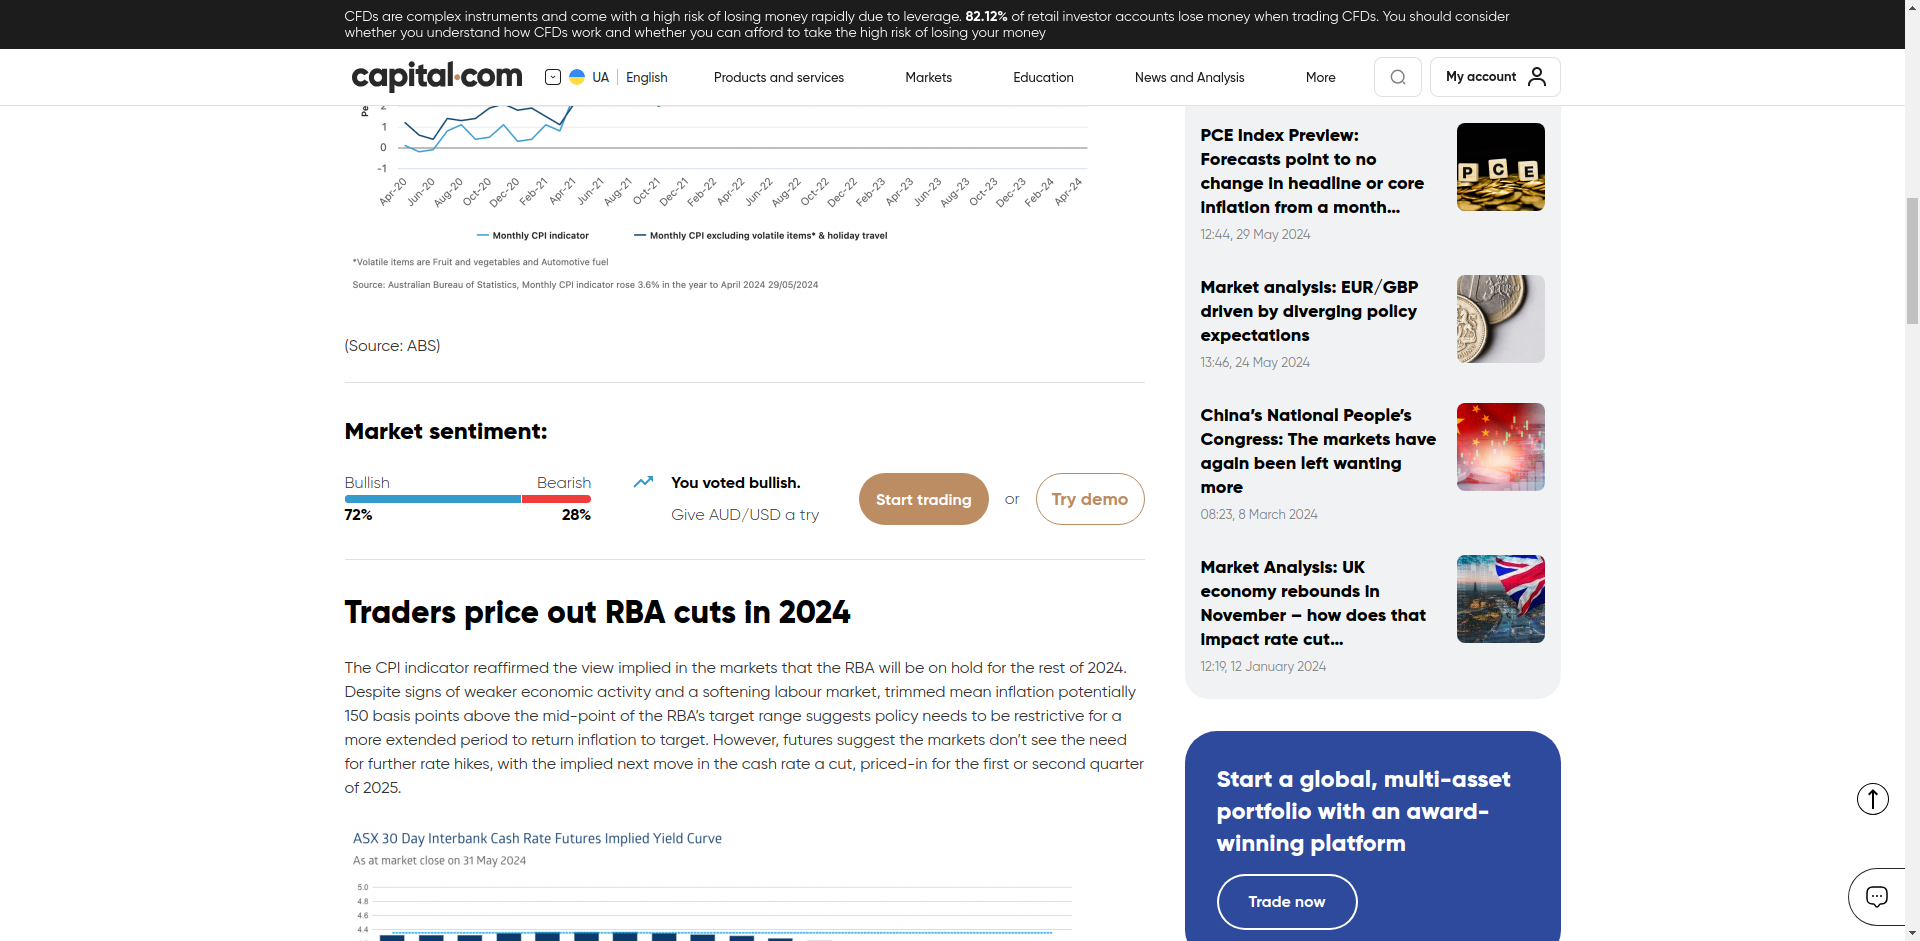 CFDs are complex instruments and come with a high risk of losing money rapidly due to leverage. 82.12% of retail investor accounts lose money when trading CFDs. You should consider
whether you understand how CFDs work and whether you can afford to take the high risk of losing your money
capital.com
UA English
Products and services
Markets
Education
News and Analysis
More
My account
Pe
2
1
0
-1
Apr-20 Jun-20 Aug-20 Oct-20 Dec-20 Feb-21 Apr-21 Jun-21 Aug-21 Oct-21 Dec-21 Feb-22 Apr-22 Jun-22 Aug-22 Oct-22 Dec-22 Feb-23 Apr-23 Jun-23 Aug-23 Oct-23 Dec-23 Feb-24 Apr-24
Monthly CPI indicator Monthly CPI excluding volatile items* & holiday travel
*Volatile items are Fruit and vegetables and Automotive fuel
Source: Australian Bureau of Statistics, Monthly CPI indicator rose 3.6% in the year to April 2024 29/05/2024
(Source: ABS)
Market sentiment:
Bullish Bearish
72% 28%
You voted bullish.
Give AUD/USD a try
Start trading
or
Try demo
Traders price out RBA cuts in 2024
The CPI indicator reaffirmed the view implied in the markets that the RBA will be on hold for the rest of 2024.
Despite signs of weaker economic activity and a softening labour market, trimmed mean inflation potentially
150 basis points above the mid-point of the RBA's target range suggests policy needs to be restrictive for a
more extended period to return inflation to target. However, futures suggest the markets don't see the need
for further rate hikes, with the implied next move in the cash rate a cut, priced-in for the first or second quarter
of 2025.
ASX 30 Day Interbank Cash Rate Futures Implied Yield Curve
As at market close on 31 May 2024
5.0
4.8
4.6
4.4
PCE Index Preview:
Forecasts point to no
change in headline or core
inflation from a month...
12:44, 29 May 2024
P C E
Market analysis: EUR/GBP
driven by diverging policy
expectations
13:46, 24 May 2024
China's National People's
Congress: The markets have
again been left wanting
more
08:23, 8 March 2024
Market Analysis: UK
economy rebounds in
November – how does that
impact rate cut...
12:19, 12 January 2024
Start a global, multi-asset
portfolio with an award-
winning platform
Trade now